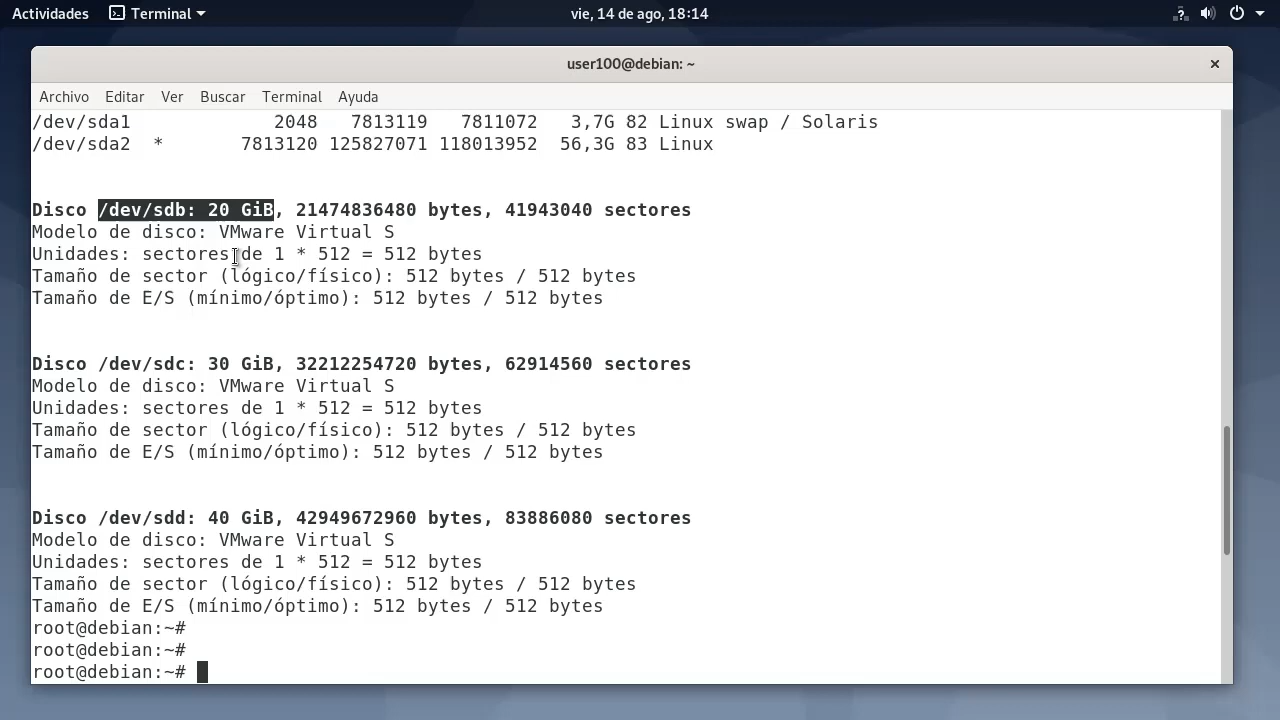 Actividades Terminal vie, 14 de ago, 18:14
user100@debian: ~
Archivo Editar Ver Buscar Terminal Ayuda
/dev/sda1 2048 7813119 7811072 3,7G 82 Linux swap / Solaris
/dev/sda2 * 7813120 125827071 118013952 56,3G 83 Linux
Disco /dev/sdb: 20 GiB, 21474836480 bytes, 41943040 sectores
Modelo de disco: VMware Virtual S
Unidades: sectores de 1 * 512 = 512 bytes
Tamaño de sector (lógico/físico): 512 bytes / 512 bytes
Tamaño de E/S (mínimo/óptimo): 512 bytes / 512 bytes
Disco /dev/sdc: 30 GiB, 32212254720 bytes, 62914560 sectores
Modelo de disco: VMware Virtual S
Unidades: sectores de 1 * 512 = 512 bytes
Tamaño de sector (lógico/físico): 512 bytes / 512 bytes
Tamaño de E/S (mínimo/óptimo): 512 bytes / 512 bytes
Disco /dev/sdd: 40 GiB, 42949672960 bytes, 83886080 sectores
Modelo de disco: VMware Virtual S
Unidades: sectores de 1 * 512 = 512 bytes
Tamaño de sector (lógico/físico): 512 bytes / 512 bytes
Tamaño de E/S (mínimo/óptimo): 512 bytes / 512 bytes
root@debian:~#
root@debian:~#
root@debian:~#